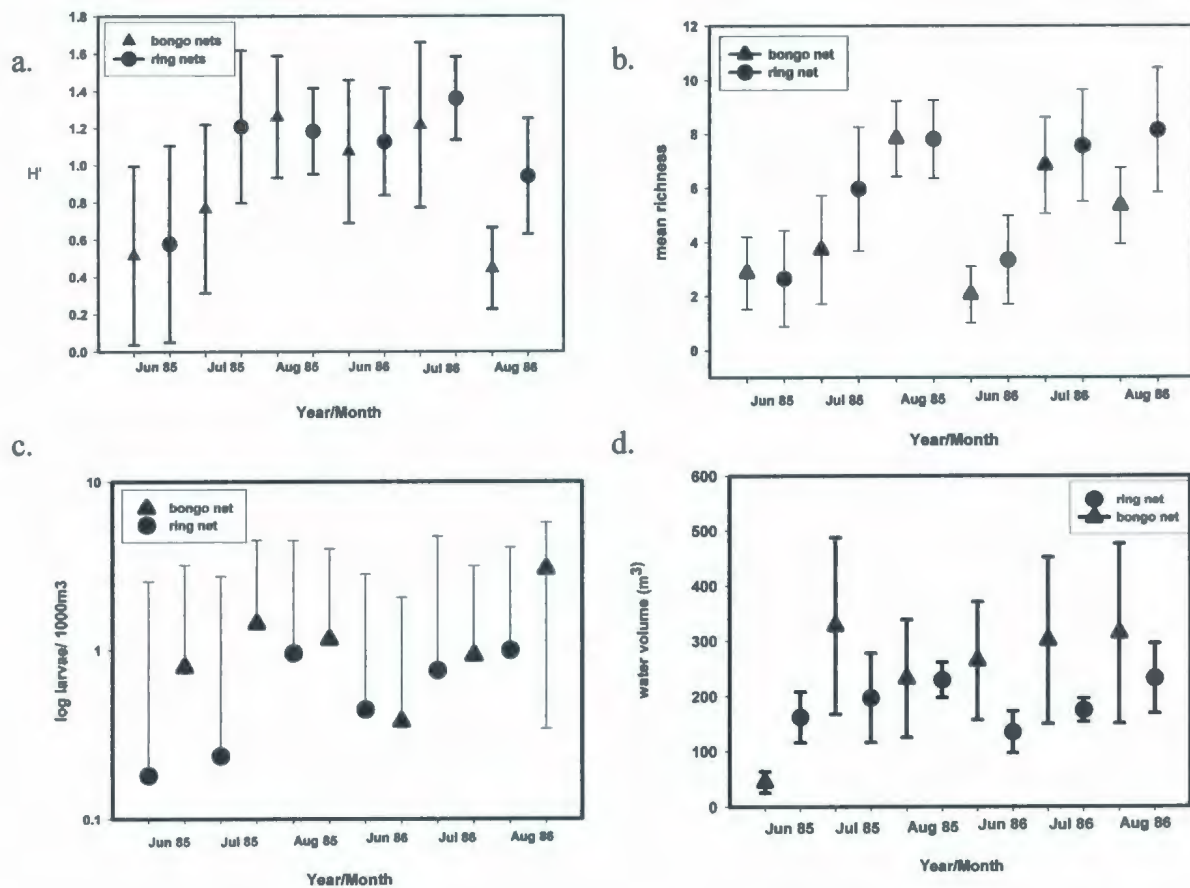 a.
1.8
1.6
1.4
1.2
1.0
0.8
0.6
0.4
0.2
0.0
H'
bongo nets
ring nets
Jun 85 Jul 85 Aug 85 Jun 86 Jul 86 Aug 86
Year/Month
b.
12
10
8
6
4
2
0
mean richness
bongo net
ring net
Jun 85 Jul 85 Aug 85 Jun 86 Jul 86 Aug 86
Year/Month
c.
10
1
0.1
log larvae/ 1000m3
bongo net
ring net
Jun 85 Jul 85 Aug 85 Jun 86 Jul 86 Aug 86
Year/Month
d.
600
500
400
300
200
100
0
water volume (m³)
ring net
bongo net
Jun 85 Jul 85 Aug 85 Jun 86 Jul 86 Aug 86
Year/Month